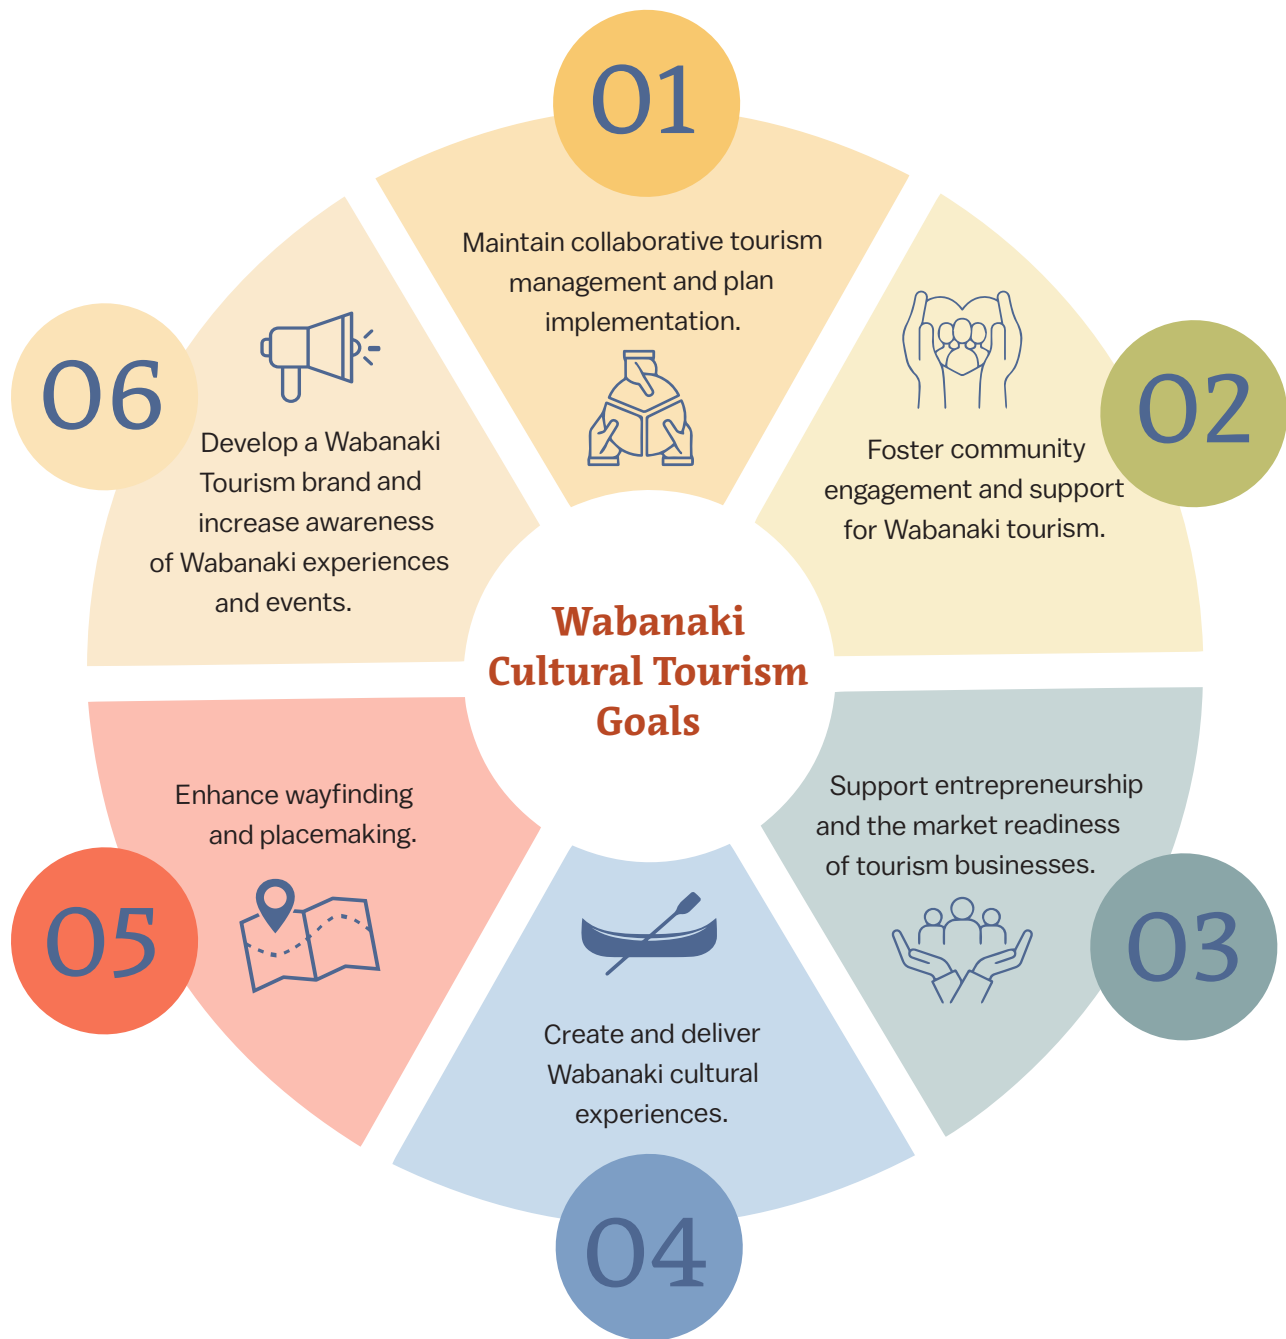 01
Maintain collaborative tourism
management and plan
implementation.
02
Foster community
engagement and support
for Wabanaki tourism.
03
Support entrepreneurship
and the market readiness
of tourism businesses.
04
Create and deliver
Wabanaki cultural
experiences.
05
Enhance wayfinding
and placemaking.
06
Develop a Wabanaki
Tourism brand and
increase awareness
of Wabanaki experiences
and events.
Wabanaki
Cultural Tourism
Goals